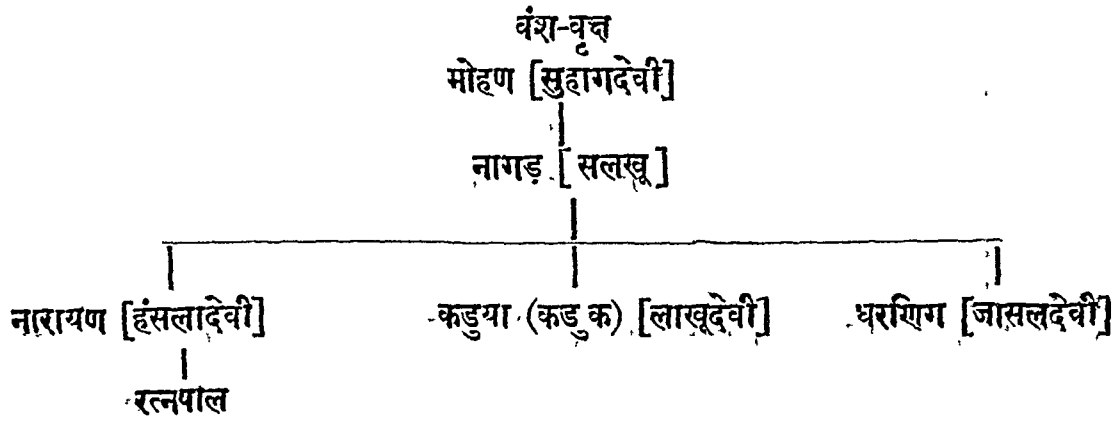 वंश-वृक्ष
मोहण [सुहागदेवी]
नागड़ [सलखू]
नारायण [हंसलादेवी] कडुया (कडुक) [लाखूदेवी] धरणिग [जासलदेवी]
रत्नपाल